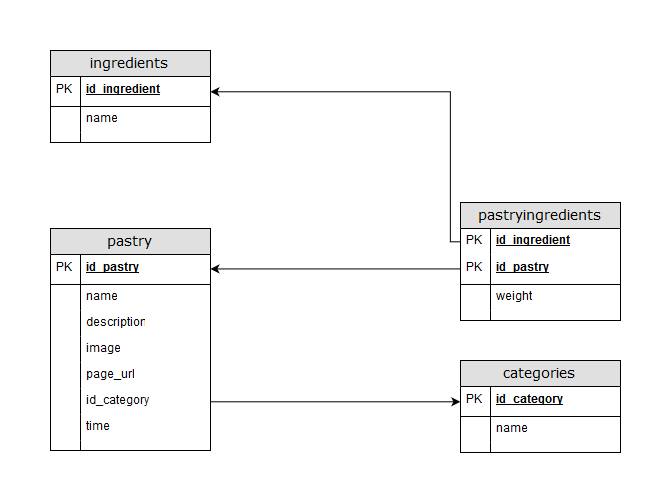 ingredients
PK id_ingredient
name
pastry
PK id_pastry
name
description
image
page_url
id_category
time
pastryingredients
PK id_ingredient
PK id_pastry
weight
categories
PK id_category
name